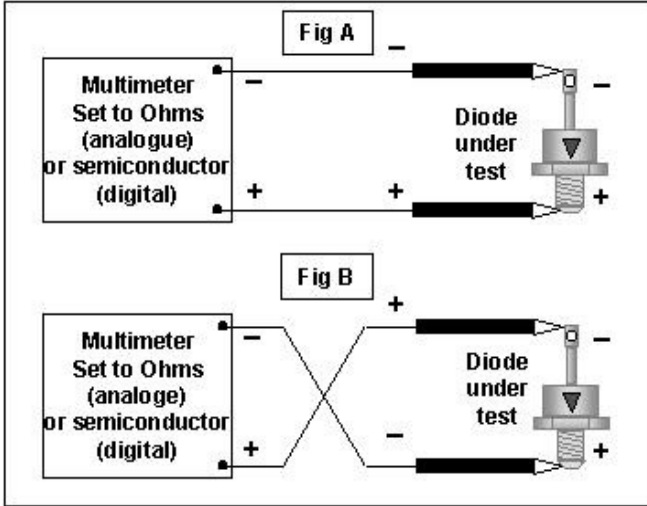 Fig A
Multimeter
Set to Ohms
(analogue)
or semiconductor
(digital)
−
+
−
+
Diode
under
test
−
+
Fig B
Multimeter
Set to Ohms
(analoge)
or semiconductor
(digital)
−
+
+
−
Diode
under
test
−
+